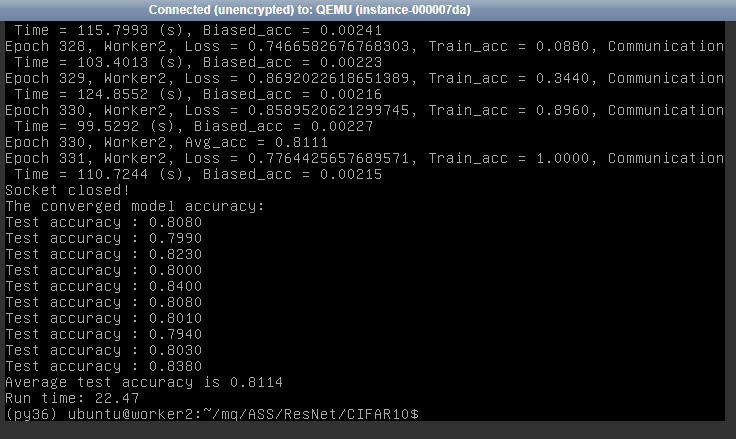 Connected (unencrypted) to: QEMU (instance-000007da)
Time = 115.7993 (s), Biased_acc = 0.00241
Epoch 328, Worker2, Loss = 0.7466582676768303, Train_acc = 0.0880, Communication
Time = 103.4013 (s), Biased_acc = 0.00223
Epoch 329, Worker2, Loss = 0.8692022618651389, Train_acc = 0.3440, Communication
Time = 124.8552 (s), Biased_acc = 0.00216
Epoch 330, Worker2, Loss = 0.8589520621299745, Train_acc = 0.8960, Communication
Time = 99.5292 (s), Biased_acc = 0.00227
Epoch 330, Worker2, Avg_acc = 0.8111
Epoch 331, Worker2, Loss = 0.7764425657689571, Train_acc = 1.0000, Communication
Time = 110.7244 (s), Biased_acc = 0.00215
Socket closed!
The converged model accuracy:
Test accuracy : 0.8080
Test accuracy : 0.7990
Test accuracy : 0.8230
Test accuracy : 0.8000
Test accuracy : 0.8400
Test accuracy : 0.8080
Test accuracy : 0.8010
Test accuracy : 0.7940
Test accuracy : 0.8030
Test accuracy : 0.8380
Average test accuracy is 0.8114
Run time: 22.47
(py36) ubuntu@worker2:~/mq/ASS/ResNet/CIFAR10$